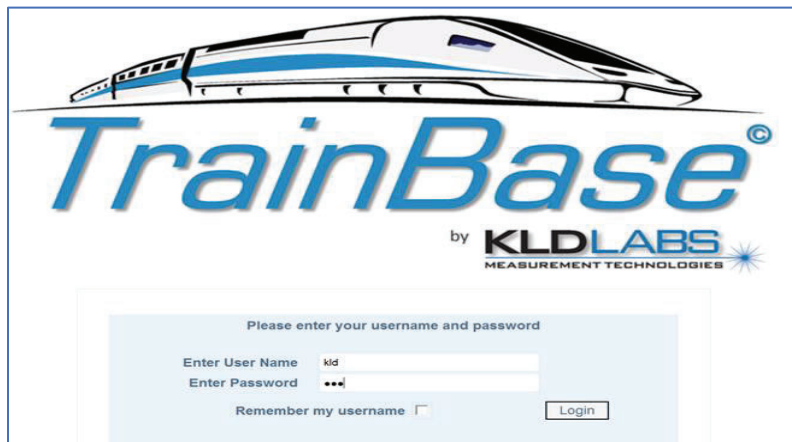 TrainBase©
by KLDLABS
MEASUREMENT TECHNOLOGIES
Please enter your username and password
Enter User Name kld
Enter Password •••
Remember my username
Login